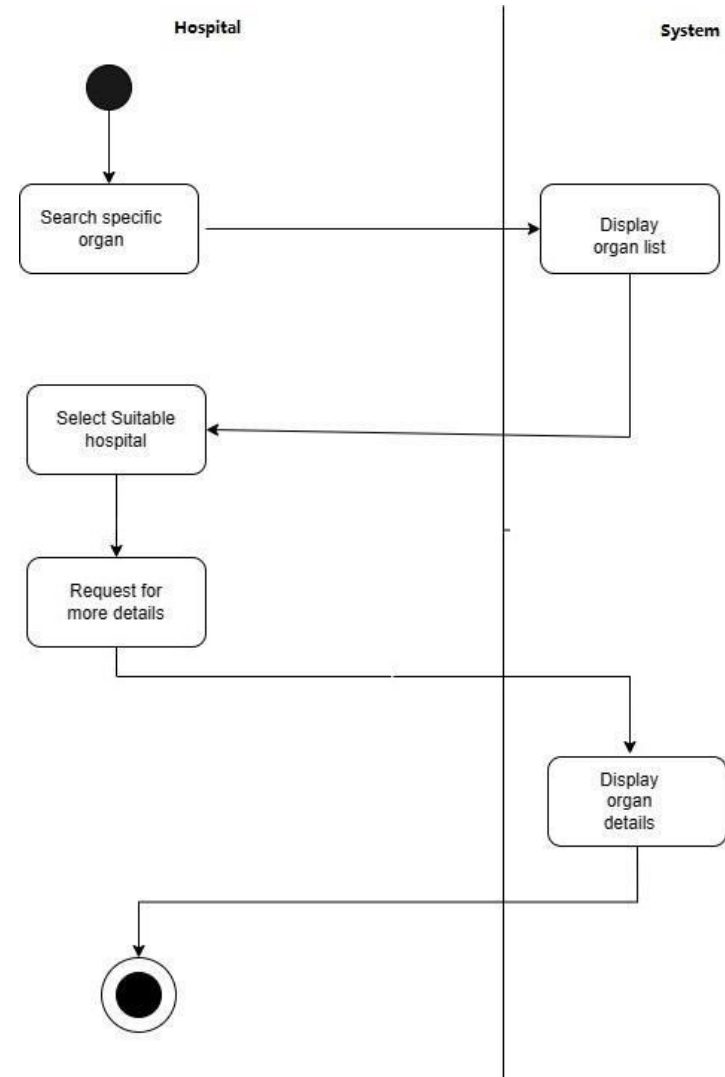 Hospital
System
Search specific
organ
Display
organ list
Select Suitable
hospital
Request for
more details
Display
organ
details